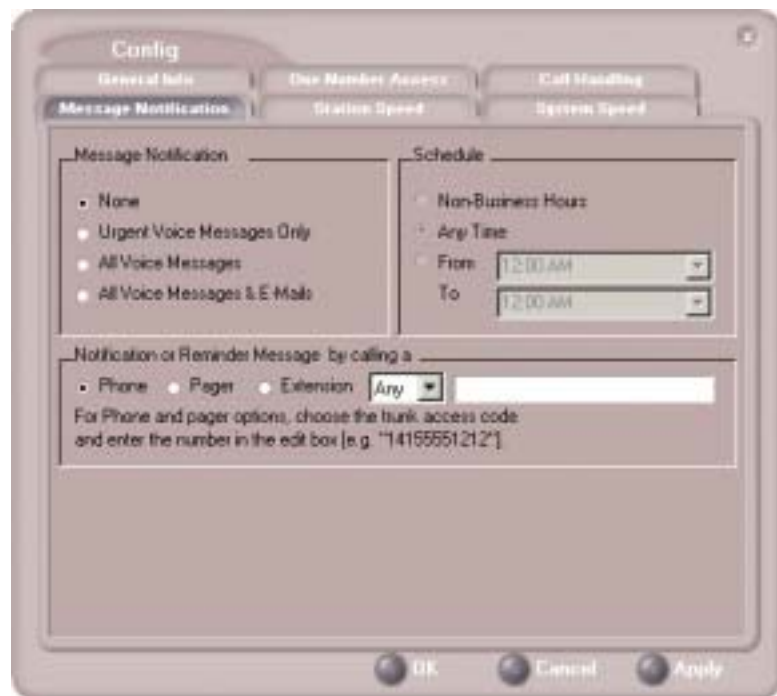 Config
General Info
One Number Access
Call Handling
Message Notification
Station Speed
System Speed
Message Notification
None
Urgent Voice Messages Only
All Voice Messages
All Voice Messages & E-Mails
Schedule
Non-Business Hours
Any Time
From 12:00 AM
To 12:00 AM
Notification or Reminder Message by calling a
Phone Pager Extension Any
For Phone and pager options, choose the trunk access code
and enter the number in the edit box [e.g. "14155551212"]
OK Cancel Apply